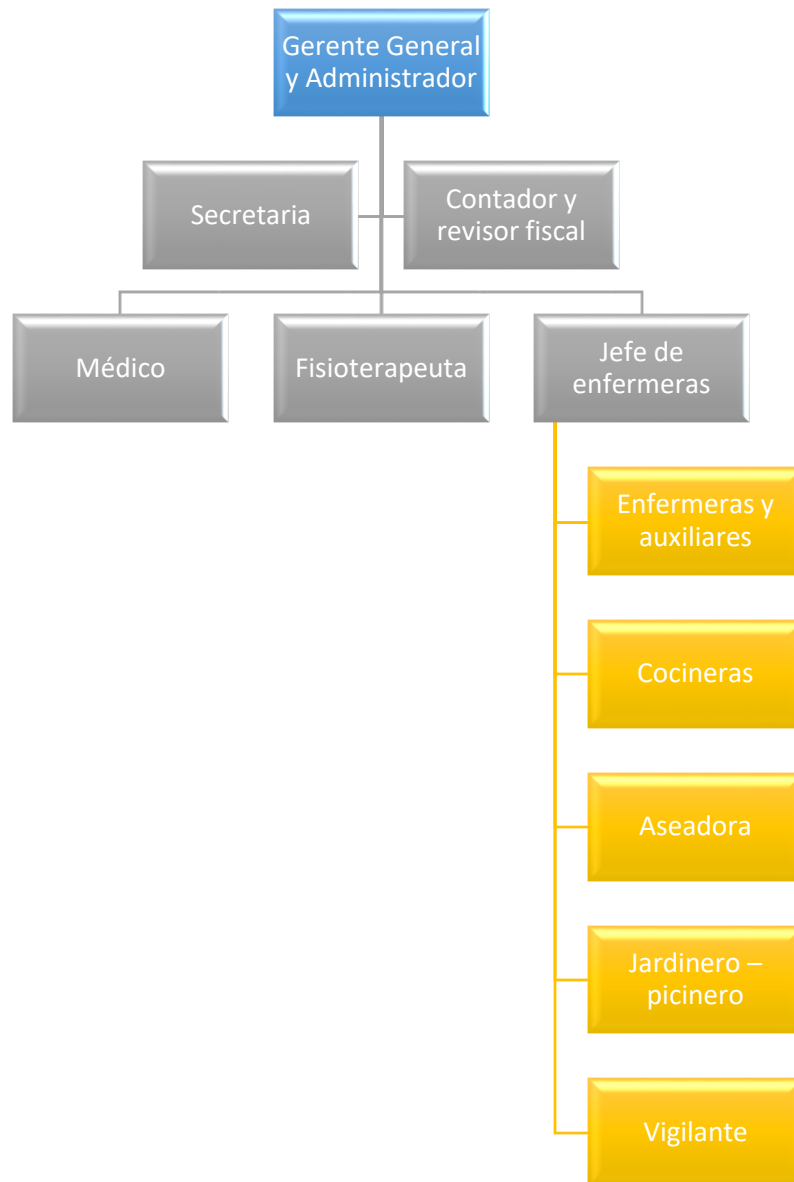 Gerente General
y Administrador
Secretaria
Contador y
revisor fiscal
Médico
Fisioterapeuta
Jefe de
enfermeras
Enfermeras y
auxiliares
Cocineras
Aseadora
Jardinero –
picinero
Vigilante